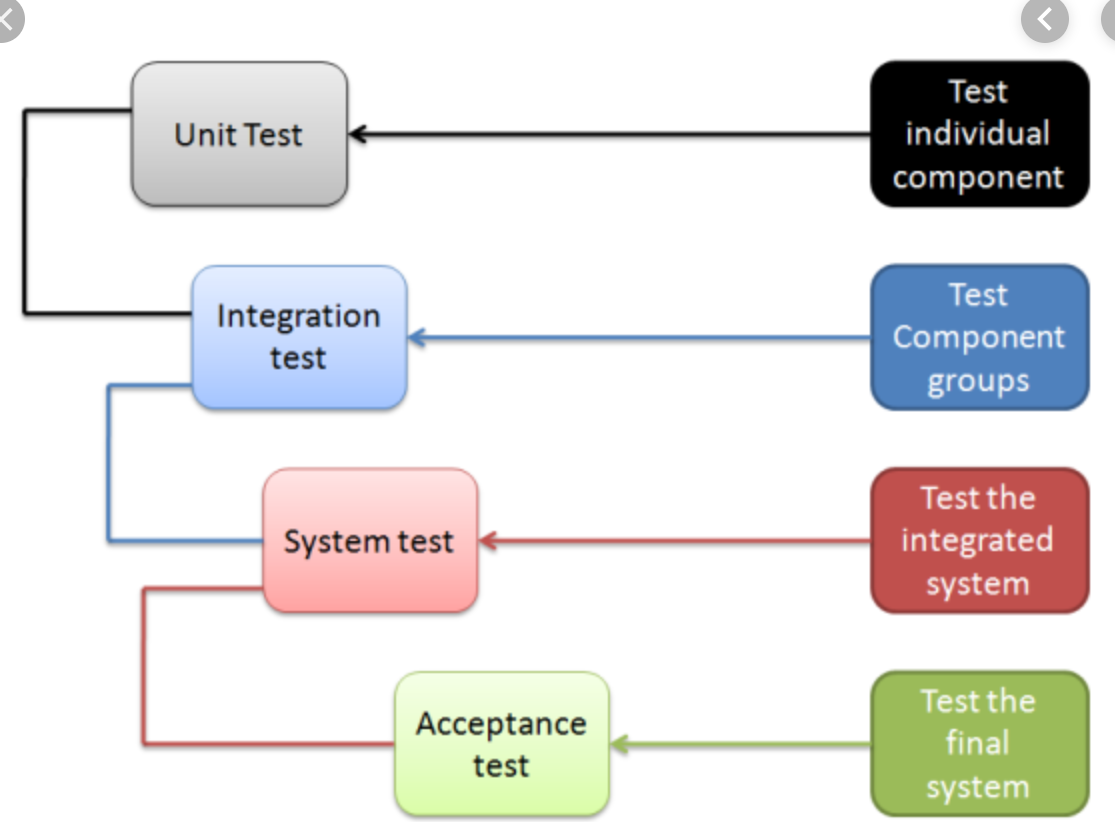 Unit Test
Test
individual
component
Integration
test
Test
Component
groups
System test
Test the
integrated
system
Acceptance
test
Test the
final
system